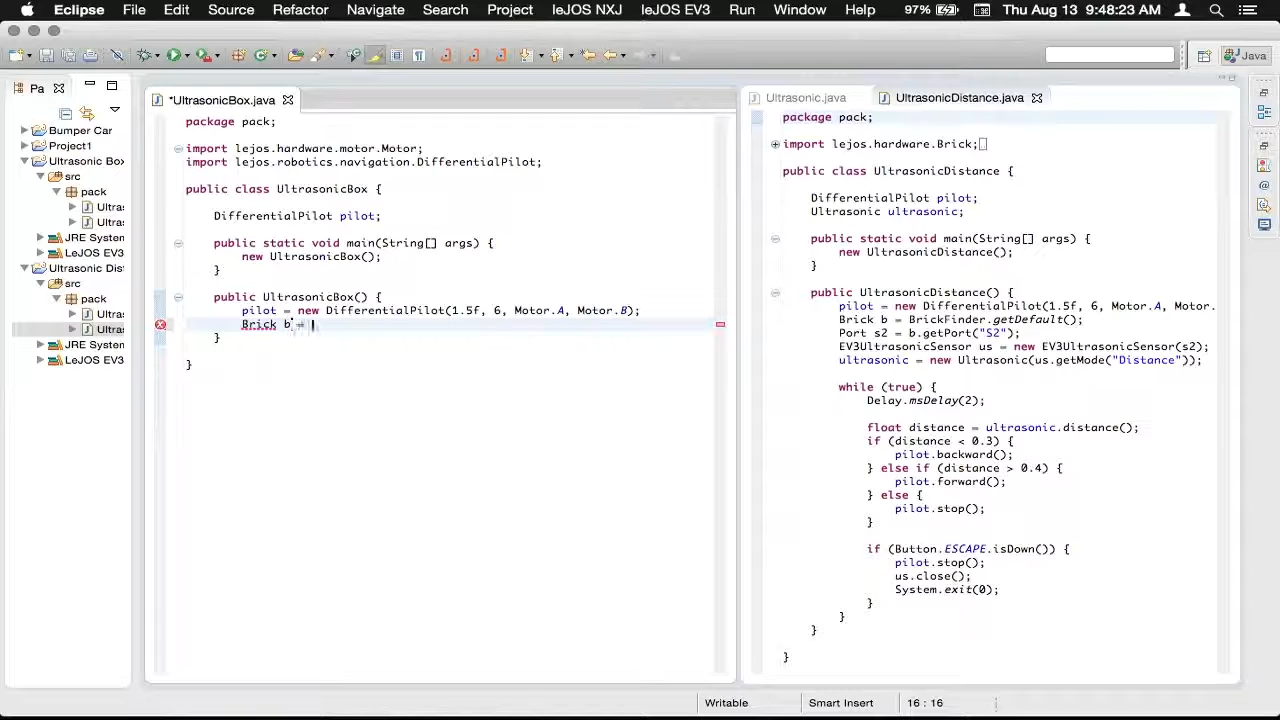 Eclipse File Edit Source Refactor Navigate Search Project leJOS NXJ leJOS EV3 Run Window Help 97% Thu Aug 13 9:48:23 AM
Java
Pa
Bumper Car
Project1
Ultrasonic Box
src
pack
Ultras
Ultra
JRE System
LeJOS EV3
Ultrasonic Dis
src
pack
Ultras
Ultra
JRE System
LeJOS EV3
*UltrasonicBox.java
package pack;
import lejos.hardware.motor.Motor;
import lejos.robotics.navigation.DifferentialPilot;
public class UltrasonicBox {
DifferentialPilot pilot;
public static void main(String[] args) {
new UltrasonicBox();
}
public UltrasonicBox() {
pilot = new DifferentialPilot(1.5f, 6, Motor.A, Motor.B);
Brick b =
}
}
Ultrasonic.java UltrasonicDistance.java
package pack;
import lejos.hardware.Brick;
public class UltrasonicDistance {
DifferentialPilot pilot;
Ultrasonic ultrasonic;
public static void main(String[] args) {
new UltrasonicDistance();
}
public UltrasonicDistance() {
pilot = new DifferentialPilot(1.5f, 6, Motor.A, Motor.
Brick b = BrickFinder.getDefault();
Port s2 = b.getPort("S2");
EV3UltrasonicSensor us = new EV3UltrasonicSensor(s2);
ultrasonic = new Ultrasonic(us.getMode("Distance"));
while (true) {
Delay.msDelay(2);
float distance = ultrasonic.distance();
if (distance < 0.3) {
pilot.backward();
} else if (distance > 0.4) {
pilot.forward();
} else {
pilot.stop();
}
if (Button.ESCAPE.isDown()) {
pilot.stop();
us.close();
System.exit(0);
}
}
}
}
Writable Smart Insert 16 : 16